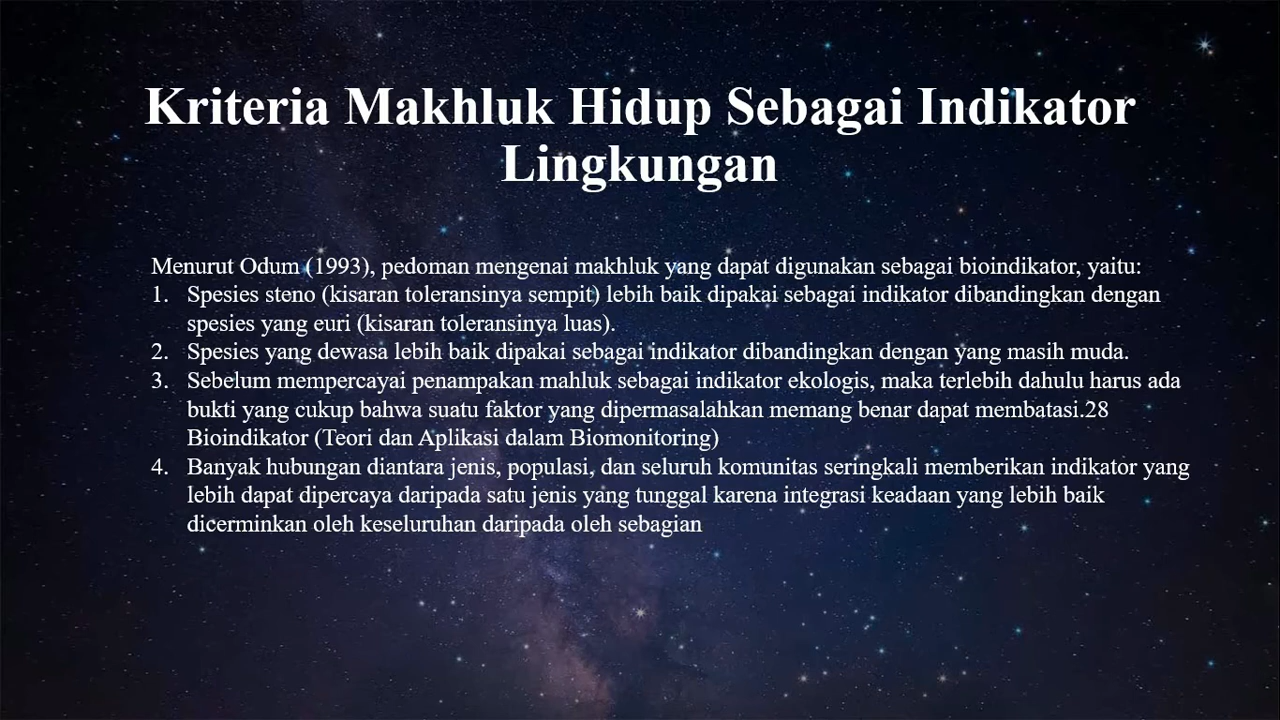 Kriteria Makhluk Hidup Sebagai Indikator
Lingkungan
Menurut Odum (1993), pedoman mengenai makhluk yang dapat digunakan sebagai bioindikator, yaitu:
1. Spesies steno (kisaran toleransinya sempit) lebih baik dipakai sebagai indikator dibandingkan dengan
spesies yang euri (kisaran toleransinya luas).
2. Spesies yang dewasa lebih baik dipakai sebagai indikator dibandingkan dengan yang masih muda.
3. Sebelum mempercayai penampakan mahluk sebagai indikator ekologis, maka terlebih dahulu harus ada
bukti yang cukup bahwa suatu faktor yang dipermasalahkan memang benar dapat membatasi.28
Bioindikator (Teori dan Aplikasi dalam Biomonitoring)
4. Banyak hubungan diantara jenis, populasi, dan seluruh komunitas seringkali memberikan indikator yang
lebih dapat dipercaya daripada satu jenis yang tunggal karena integrasi keadaan yang lebih baik
dicerminkan oleh keseluruhan daripada oleh sebagian